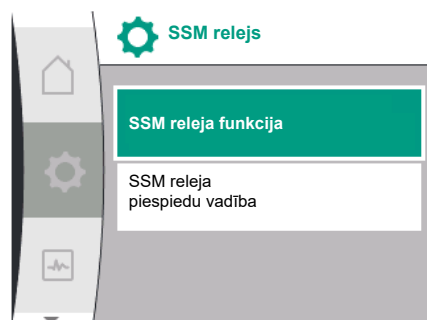 SSM relejs
SSM releja funkcija
SSM releja
piespiedu vadība